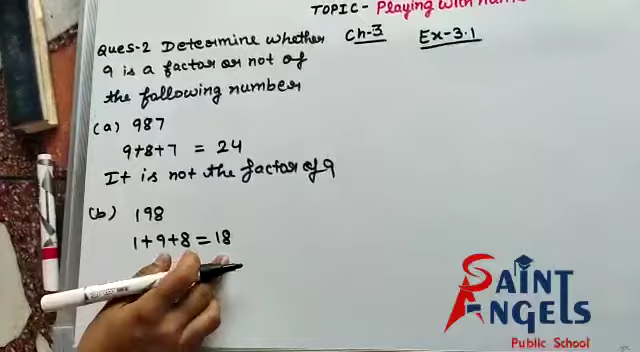 TOPIC- Playing with num
Ques-2 Determine whether Ch-3 Ex-3.1
9 is a factor or not of
the following number
(a) 987
9+8+7 = 24
It is not the factor of 9
(b) 198
1+9+8=18
SAINT
ANGELS
Public School